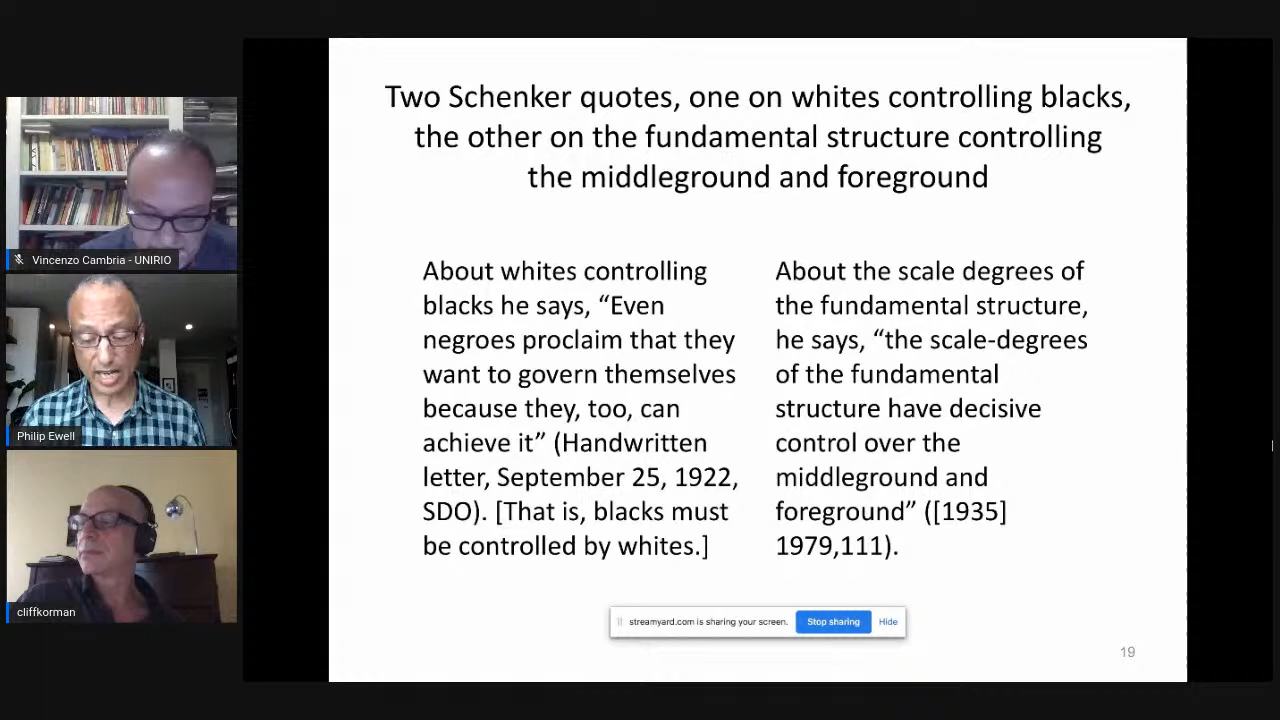 Two Schenker quotes, one on whites controlling blacks,
the other on the fundamental structure controlling
the middleground and foreground
About whites controlling
blacks he says, “Even
negroes proclaim that they
want to govern themselves
because they, too, can
achieve it” (Handwritten
letter, September 25, 1922,
SDO). [That is, blacks must
be controlled by whites.]
About the scale degrees of
the fundamental structure,
he says, “the scale-degrees
of the fundamental
structure have decisive
control over the
middleground and
foreground” ([1935]
1979,111).
streamyard.com is sharing your screen. Stop sharing Hide
19
Vincenzo Cambria - UNIRIO
Philip Ewell
cliffkorman